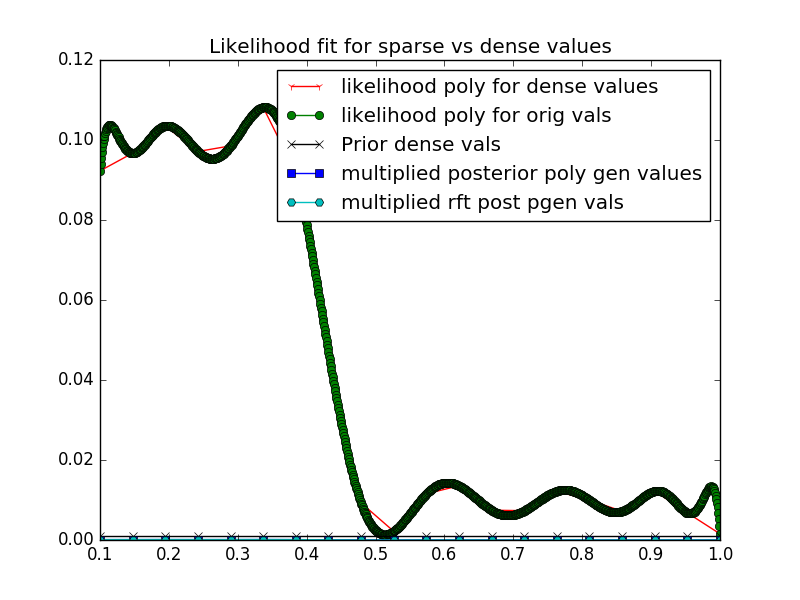 Likelihood fit for sparse vs dense values
0.12
0.10
0.08
0.06
0.04
0.02
0.00
likelihood poly for dense values
likelihood poly for orig vals
Prior dense vals
multiplied posterior poly gen values
multiplied rft post pgen vals
0.1 0.2 0.3 0.4 0.5 0.6 0.7 0.8 0.9 1.0